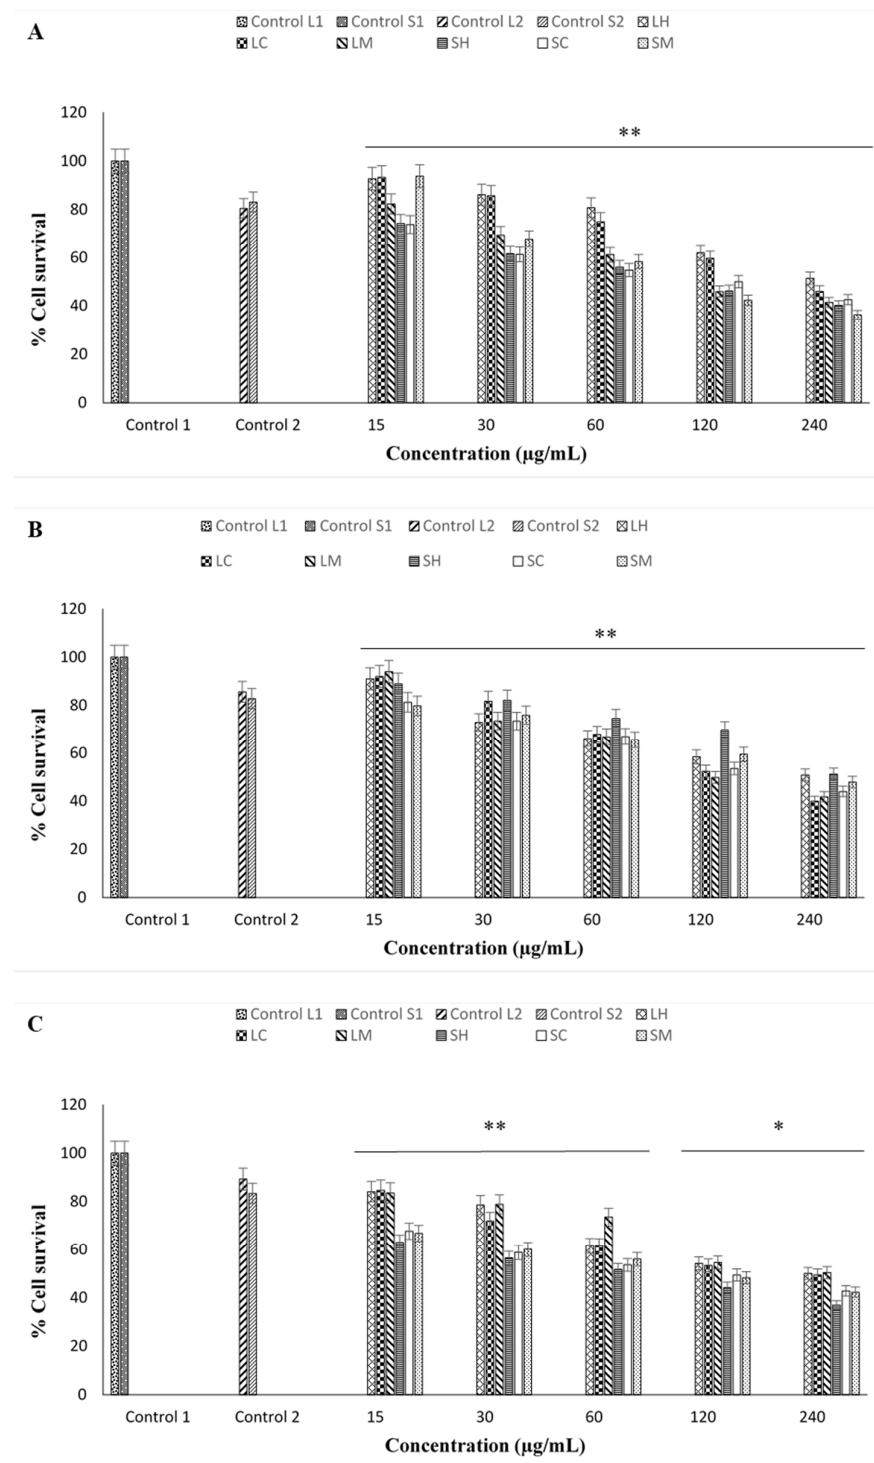 A
Control L1 Control S1 Control L2 Control S2 LH
LC LM SH SC SM
**
120
100
80
60
40
20
0
% Cell survival
Control 1 Control 2 15 30 60 120 240
Concentration (µg/mL)
B
Control L1 Control S1 Control L2 Control S2 LH
LC LM SH SC SM
**
120
100
80
60
40
20
0
% Cell survival
Control 1 Control 2 15 30 60 120 240
Concentration (µg/mL)
C
Control L1 Control S1 Control L2 Control S2 LH
LC LM SH SC SM
** *
120
100
80
60
40
20
0
% Cell survival
Control 1 Control 2 15 30 60 120 240
Concentration (µg/mL)